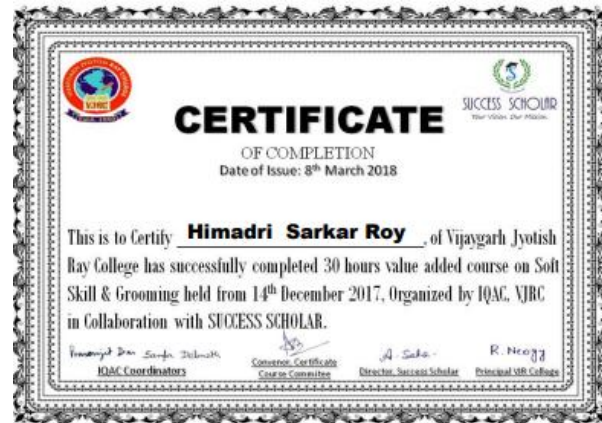 VJRC
SUCCESS SCHOLAR
Your Vision. Our Mission.
CERTIFICATE
OF COMPLETION
Date of Issue: 8th March 2018
This is to Certify Himadri Sarkar Roy, of Vijaygarh Jyotish
Ray College has successfully completed 30 hours value added course on Soft
Skill & Grooming held from 14th December 2017, Organized by IQAC, VJRC
in Collaboration with SUCCESS SCHOLAR.
A. Saha. R. Neogy
IQAC Coordinators
Convenor, Certificate
Course Commitee
Director, Success Scholar
Principal VJR College